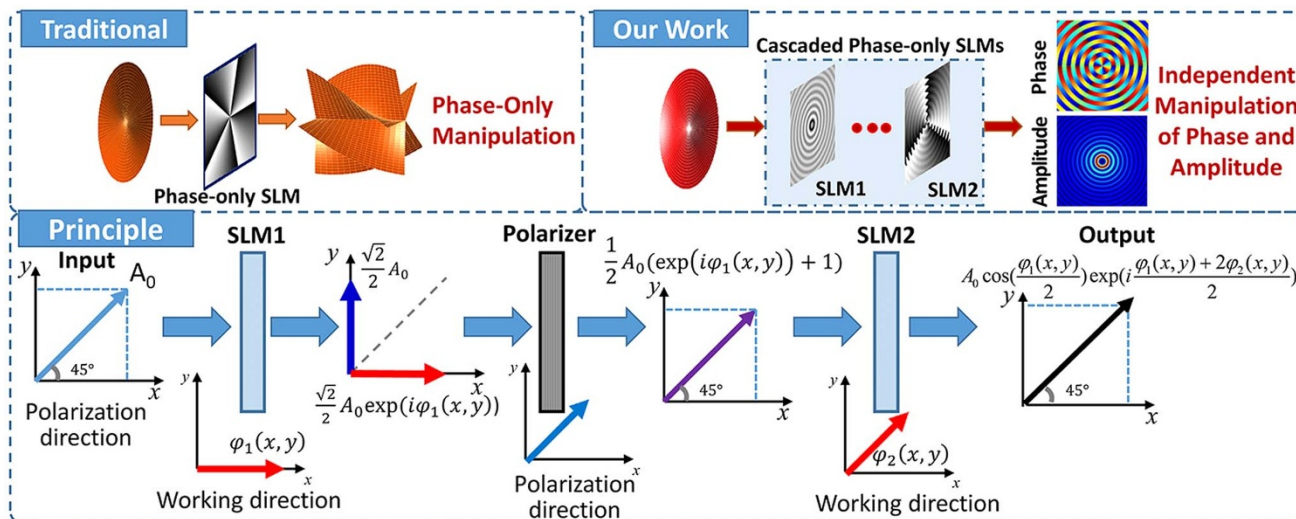 Traditional
Phase-only SLM
Phase-Only
Manipulation
Our Work
Cascaded Phase-only SLMs
SLM1
SLM2
Phase
Amplitude
Independent
Manipulation
of Phase and
Amplitude
Principle
Input
y
A₀
45°
x
Polarization
direction
SLM1
y
φ₁(x, y)
x
Working direction
y
√2/2 A₀
x
√2/2 A₀exp(iφ₁(x, y))
Polarizer
y
x
Polarization
direction
1/2 A₀(exp(iφ₁(x, y)) + 1)
y
45°
x
SLM2
y
φ₂(x, y)
x
Working direction
Output
A₀ cos(φ₁(x, y)/2)exp(i φ₁(x, y)+2φ₂(x, y)/2)
y
45°
x